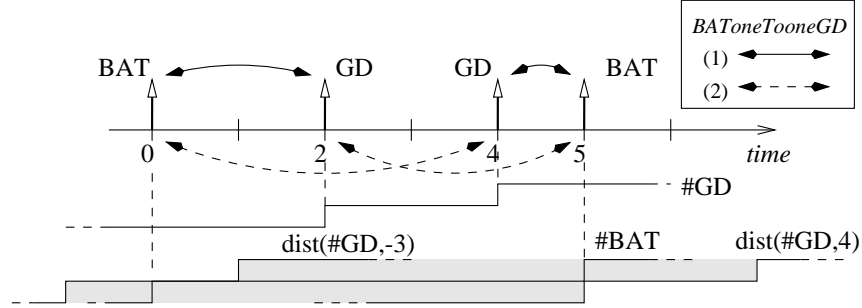 BAToneTooneGD
(1)
(2)
BAT GD GD BAT
0 2 4 5 time
#GD
dist(#GD,-3) #BAT dist(#GD,4)